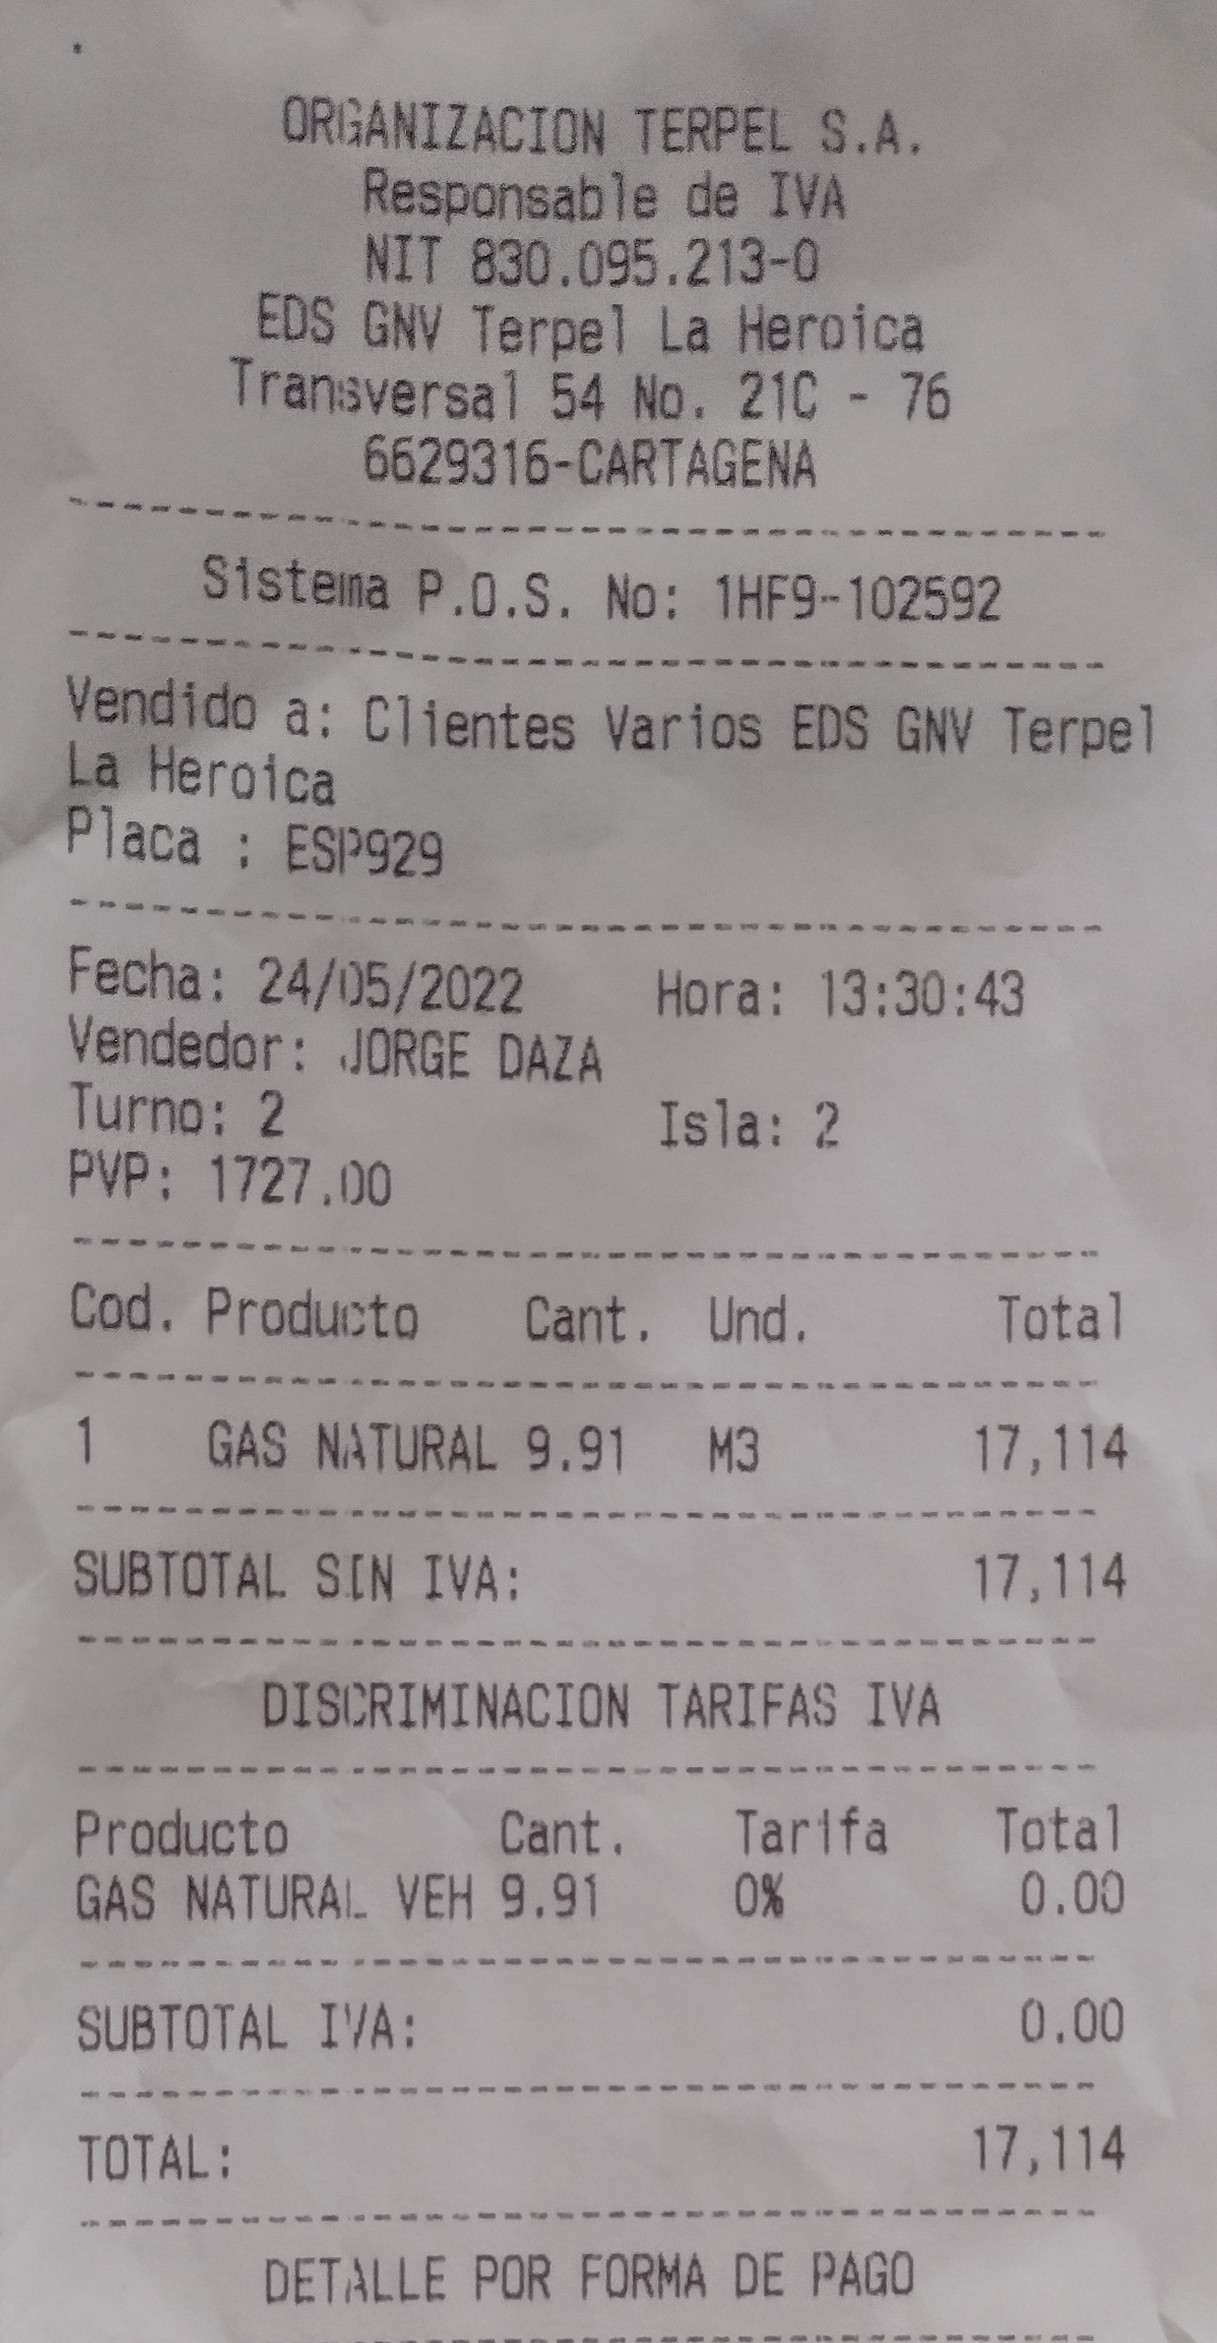 ORGANIZACION TERPEL S.A.
Responsable de IVA
NIT 830.095.213-0
EDS GNV Terpel La Heroica
Transversal 54 No. 21C - 76
6629316-CARTAGENA
Sistema P.O.S. No: 1HF9-102592
Vendido a: Clientes Varios EDS GNV Terpel
La Heroica
Placa : ESP929
Fecha: 24/05/2022 Hora: 13:30:43
Vendedor: JORGE DAZA
Turno: 2 Isla: 2
PVP: 1727.00
Cod. Producto Cant. Und. Total
1 GAS NATURAL 9.91 M3 17,114
SUBTOTAL SIN IVA: 17,114
DISCRIMINACION TARIFAS IVA
Producto Cant. Tarifa Total
GAS NATURAL VEH 9.91 0% 0.00
SUBTOTAL IVA: 0.00
TOTAL: 17,114
DETALLE POR FORMA DE PAGO